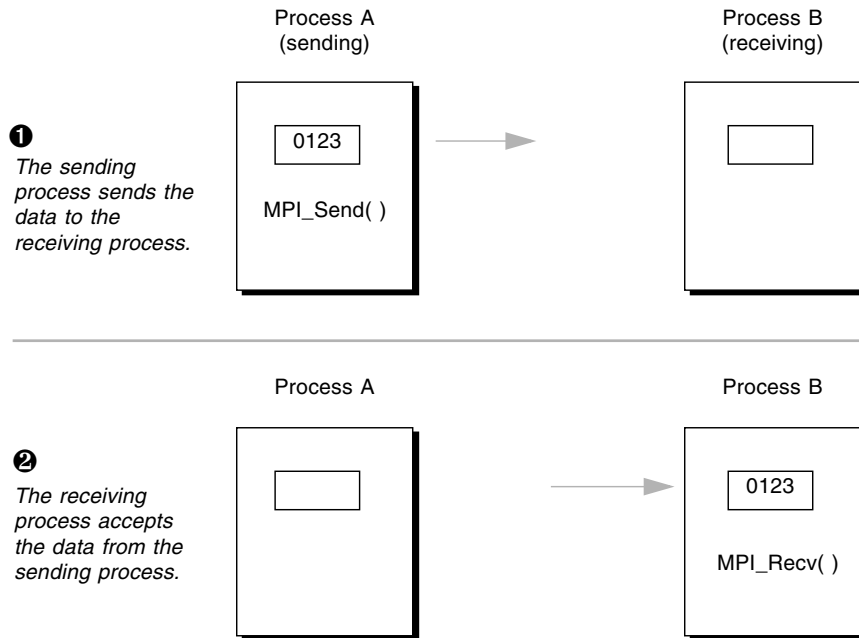 Process A
(sending)
Process B
(receiving)
❶
The sending
process sends the
data to the
receiving process.
0123
MPI_Send( )
Process A
Process B
❷
The receiving
process accepts
the data from the
sending process.
0123
MPI_Recv( )